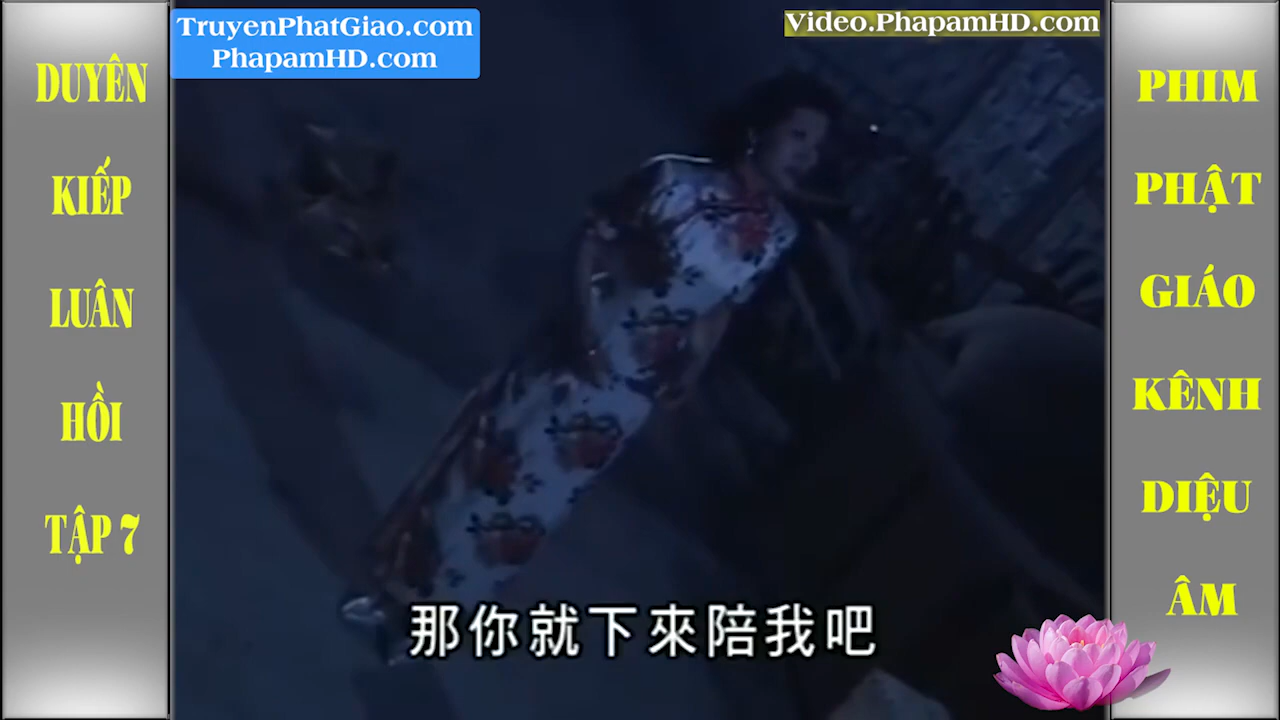 TruyenPhatGiao.com
PhapamHD.com
Video.PhapamHD.com
DUYÊN
KIẾP
LUÂN
HỒI
TẬP 7
PHIM
PHẬT
GIÁO
KÊNH
DIỆU
ÂM
那你就下來陪我吧